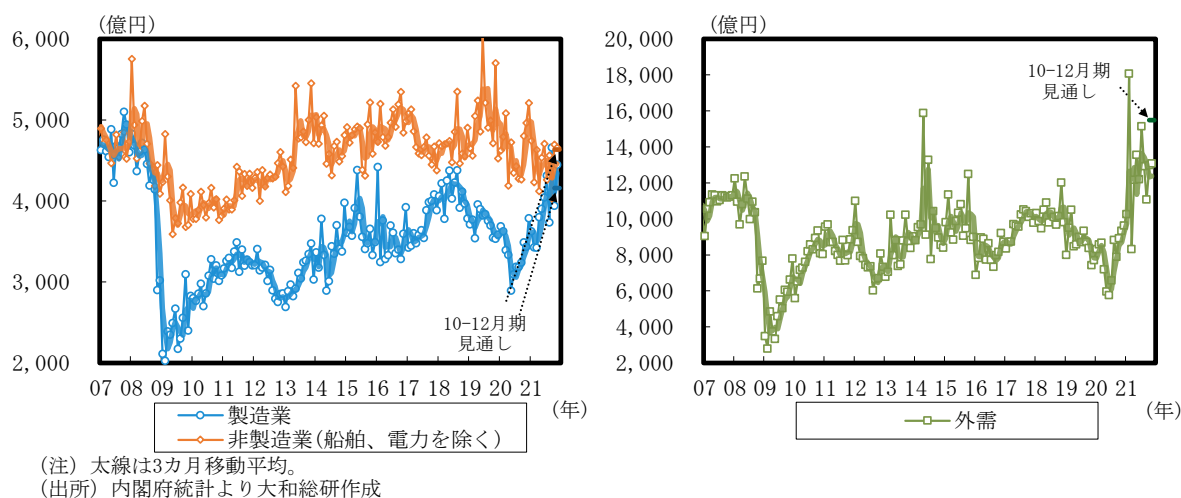 (億円)
6,000
5,000
4,000
3,000
2,000
10-12月期
見通し
07 08 09 10 11 12 13 14 15 16 17 18 19 20 21
(年)
製造業
非製造業(船舶、電力を除く)
(億円)
20,000
18,000
16,000
14,000
12,000
10,000
8,000
6,000
4,000
2,000
10-12月期
見通し
07 08 09 10 11 12 13 14 15 16 17 18 19 20 21
(年)
外需
(注) 太線は3カ月移動平均。
(出所) 内閣府統計より大和総研作成